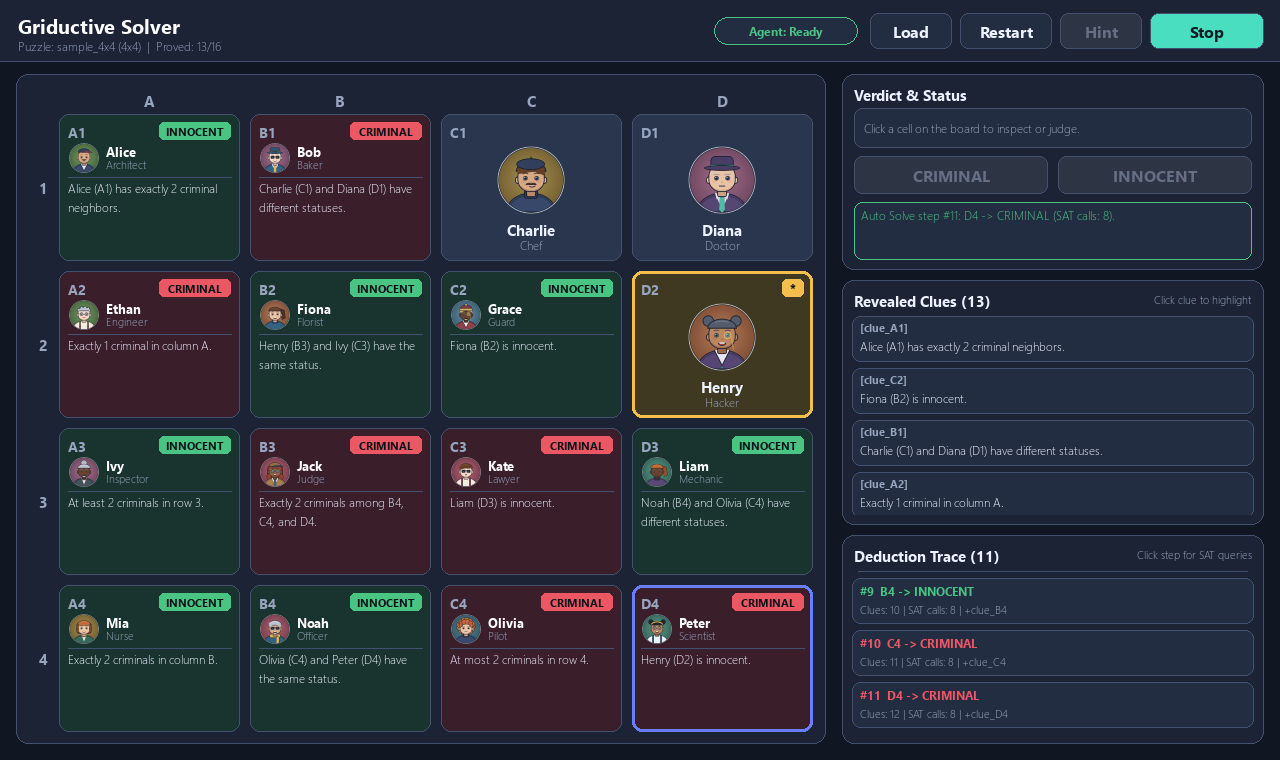 Griductive Solver
Puzzle: sample_4x4 (4x4) | Proved: 13/16
Agent: Ready
Load
Restart
Hint
Stop
A
B
C
D
1
A1
INNOCENT
Alice
Architect
Alice (A1) has exactly 2 criminal
neighbors.
B1
CRIMINAL
Bob
Baker
Charlie (C1) and Diana (D1) have
different statuses.
C1
Charlie
Chef
D1
Diana
Doctor
2
A2
CRIMINAL
Ethan
Engineer
Exactly 1 criminal in column A.
B2
INNOCENT
Fiona
Florist
Henry (B3) and Ivy (C3) have the
same status.
C2
INNOCENT
Grace
Guard
Fiona (B2) is innocent.
D2
*
Henry
Hacker
3
A3
INNOCENT
Ivy
Inspector
At least 2 criminals in row 3.
B3
CRIMINAL
Jack
Judge
Exactly 2 criminals among B4,
C4, and D4.
C3
CRIMINAL
Kate
Lawyer
Liam (D3) is innocent.
D3
INNOCENT
Liam
Mechanic
Noah (B4) and Olivia (C4) have
different statuses.
4
A4
INNOCENT
Mia
Nurse
Exactly 2 criminals in column B.
B4
INNOCENT
Noah
Officer
Olivia (C4) and Peter (D4) have
the same status.
C4
CRIMINAL
Olivia
Pilot
At most 2 criminals in row 4.
D4
CRIMINAL
Peter
Scientist
Henry (D2) is innocent.
Verdict & Status
Click a cell on the board to inspect or judge.
CRIMINAL
INNOCENT
Auto Solve step #11: D4 -> CRIMINAL (SAT calls: 8).
Revealed Clues (13)
Click clue to highlight
[clue_A1]
Alice (A1) has exactly 2 criminal neighbors.
[clue_C2]
Fiona (B2) is innocent.
[clue_B1]
Charlie (C1) and Diana (D1) have different statuses.
[clue_A2]
Exactly 1 criminal in column A.
Deduction Trace (11)
Click step for SAT queries
#9 B4 -> INNOCENT
Clues: 10 | SAT calls: 8 | +clue_B4
#10 C4 -> CRIMINAL
Clues: 11 | SAT calls: 8 | +clue_C4
#11 D4 -> CRIMINAL
Clues: 12 | SAT calls: 8 | +clue_D4